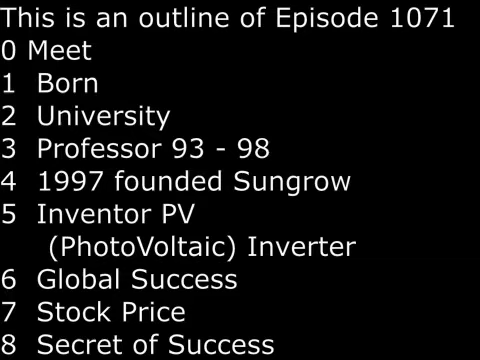 This is an outline of Episode 1071
0 Meet
1 Born
2 University
3 Professor 93 - 98
4 1997 founded Sungrow
5 Inventor PV
(PhotoVoltaic) Inverter
6 Global Success
7 Stock Price
8 Secret of Success